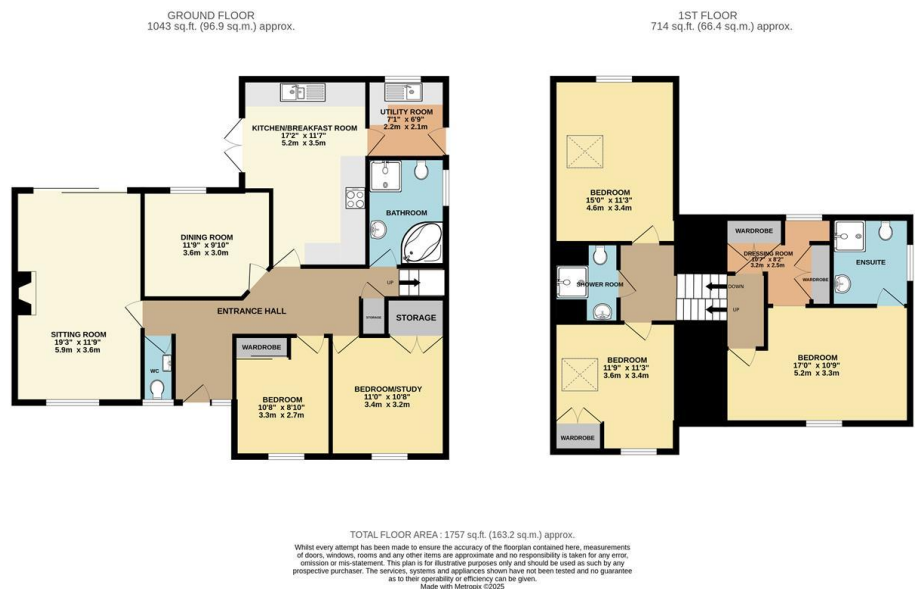 GROUND FLOOR
1043 sq.ft. (96.9 sq.m.) approx.
1ST FLOOR
714 sq.ft. (66.4 sq.m.) approx.
KITCHEN/BREAKFAST ROOM
17'2" x 11'7"
5.2m x 3.5m
UTILITY ROOM
7'1" x 6'9"
2.2m x 2.1m
BATHROOM
DINING ROOM
11'9" x 9'10"
3.6m x 3.0m
UP
ENTRANCE HALL
STORAGE
STORAGE
SITTING ROOM
19'3" x 11'9"
5.9m x 3.6m
WC
WARDROBE
BEDROOM
10'8" x 8'10"
3.3m x 2.7m
BEDROOM/STUDY
11'0" x 10'8"
3.4m x 3.2m
BEDROOM
15'0" x 11'3"
4.6m x 3.4m
WARDROBE
DRESSING ROOM
10'7" x 8'2"
3.2m x 2.5m
WARDROBE
ENSUITE
SHOWER ROOM
DOWN
UP
BEDROOM
11'9" x 11'3"
3.6m x 3.4m
WARDROBE
BEDROOM
17'0" x 10'9"
5.2m x 3.3m
TOTAL FLOOR AREA : 1757 sq.ft. (163.2 sq.m.) approx.
Whilst every attempt has been made to ensure the accuracy of the floorplan contained here, measurements
of doors, windows, rooms and any other items are approximate and no responsibility is taken for any error,
omission or mis-statement. This plan is for illustrative purposes only and should be used as such by any
prospective purchaser. The services, systems and appliances shown have not been tested and no guarantee
as to their operability or efficiency can be given.
Made with Metropix ©2025